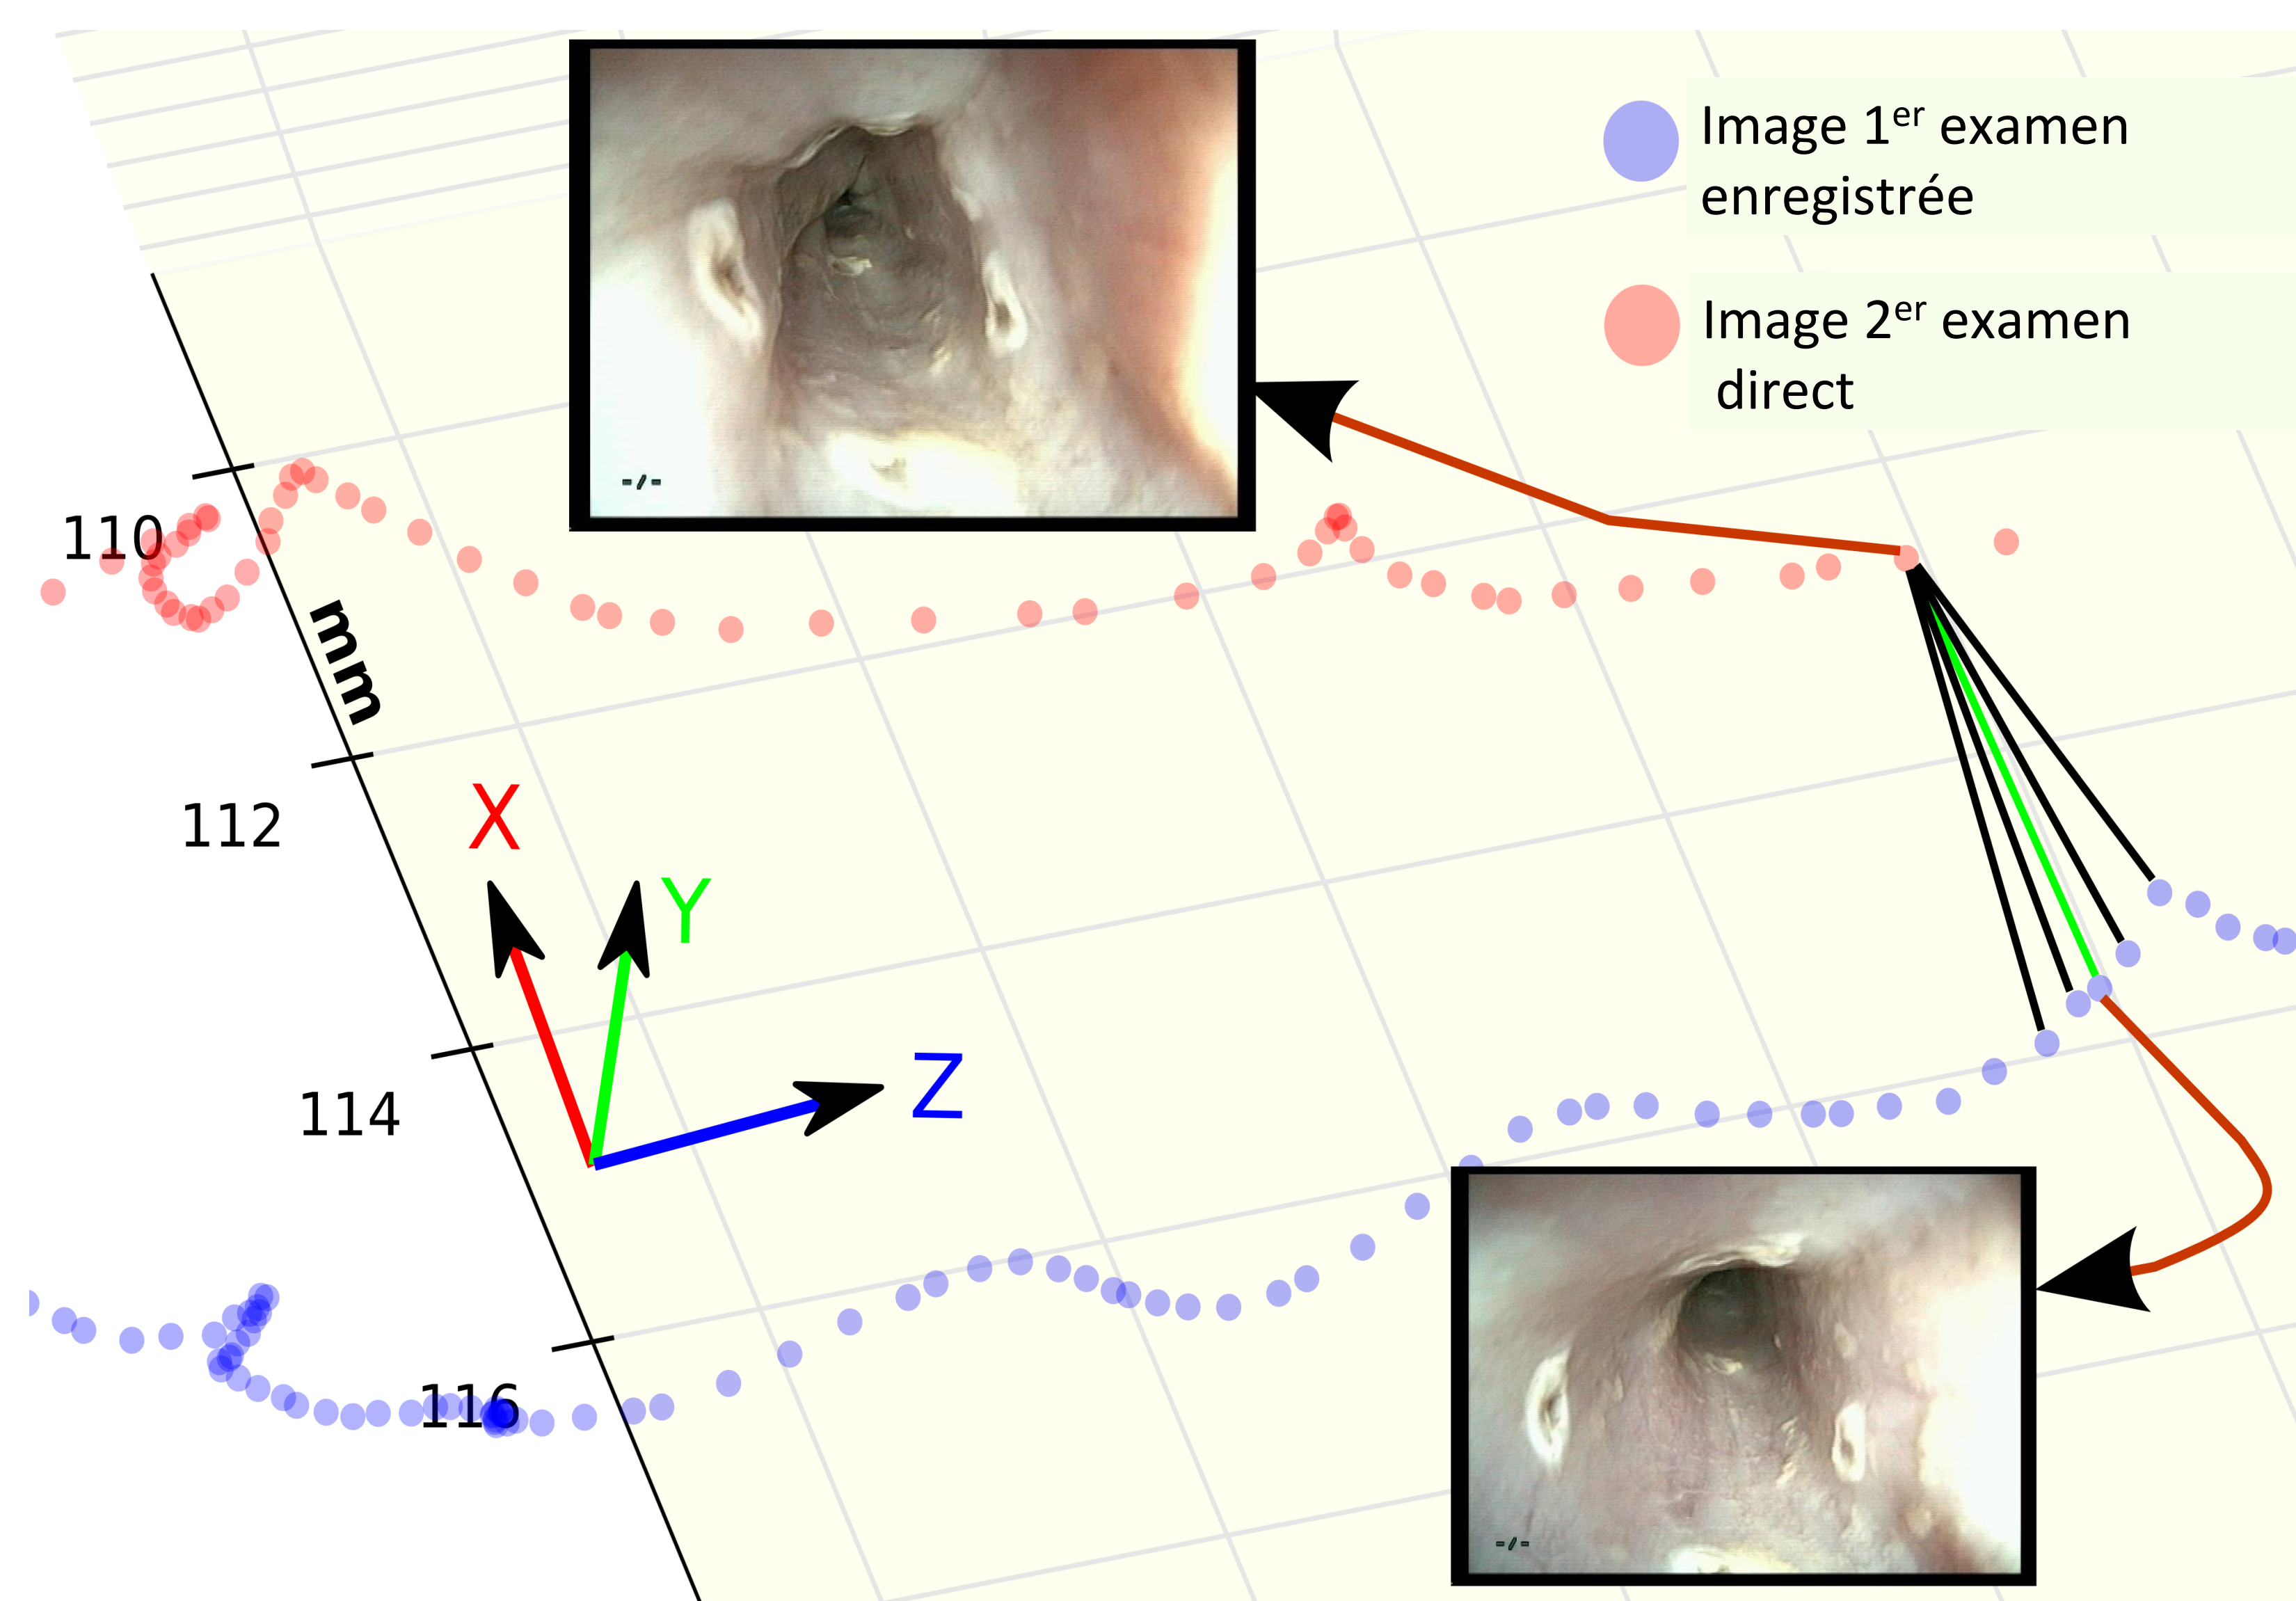 Image 1er examen
enregistrée
Image 2er examen
direct
110
mm
112
X
Y
Z
114
116
-/-
-/-